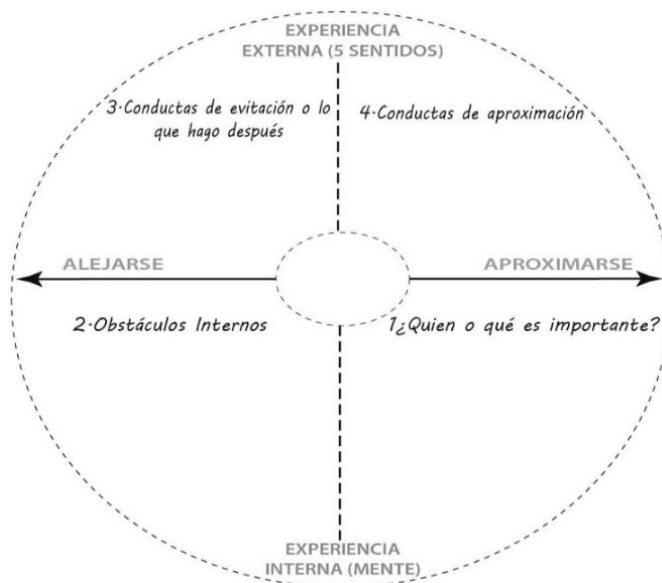 EXPERIENCIA
EXTERNA (5 SENTIDOS)
3·Conductas de evitación o lo
que hago después
4·Conductas de aproximación
ALEJARSE
APROXIMARSE
2·Obstáculos Internos
1¿Quien o qué es importante?
EXPERIENCIA
INTERNA (MENTE)